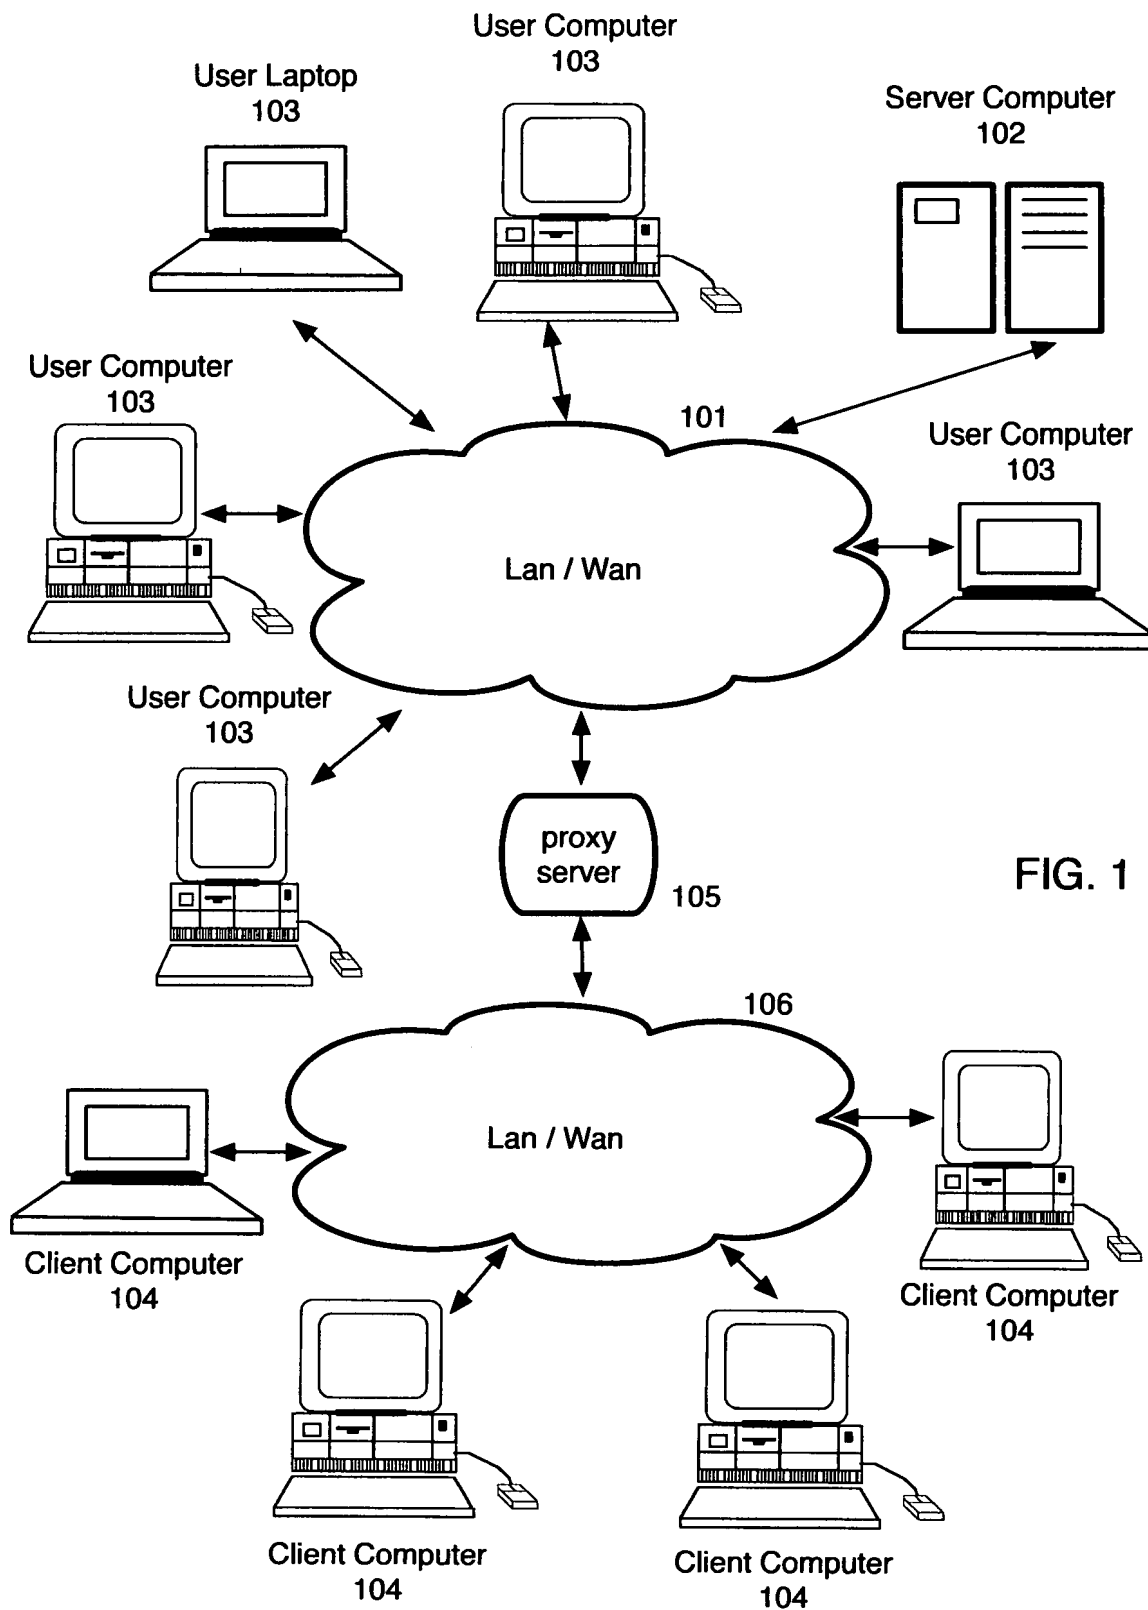 User Computer
103
User Laptop
103
Server Computer
102
User Computer
103
101
User Computer
103
Lan / Wan
User Computer
103
proxy
server
105
FIG. 1
106
Lan / Wan
Client Computer
104
Client Computer
104
Client Computer
104
Client Computer
104